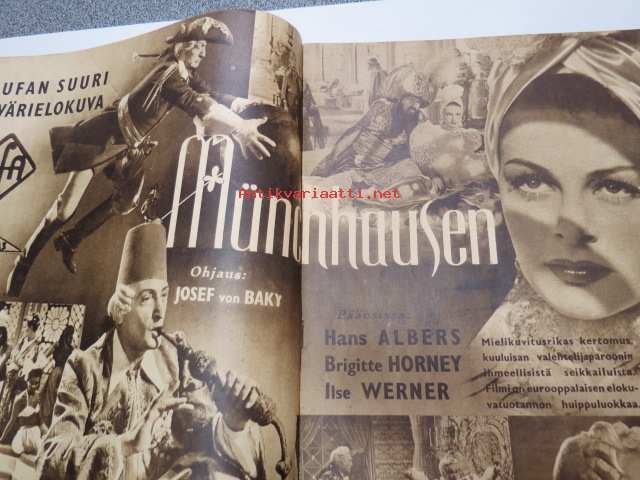 UFAN SUURI
VÄRIELOKUVA
Ufa
Münchhausen
Antikvariaatti.net
Ohjaus:
JOSEF von BAKY
Pääosissa:
Hans ALBERS
Brigitte HORNEY
Ilse WERNER
Mielikuvitusrikas kertomus
kuuluisan valehtelijaparoonin
ihmeellisistä seikkailuista.
Filmi on eurooppalaisen eloku-
vatuotannon huippuluokkaa.